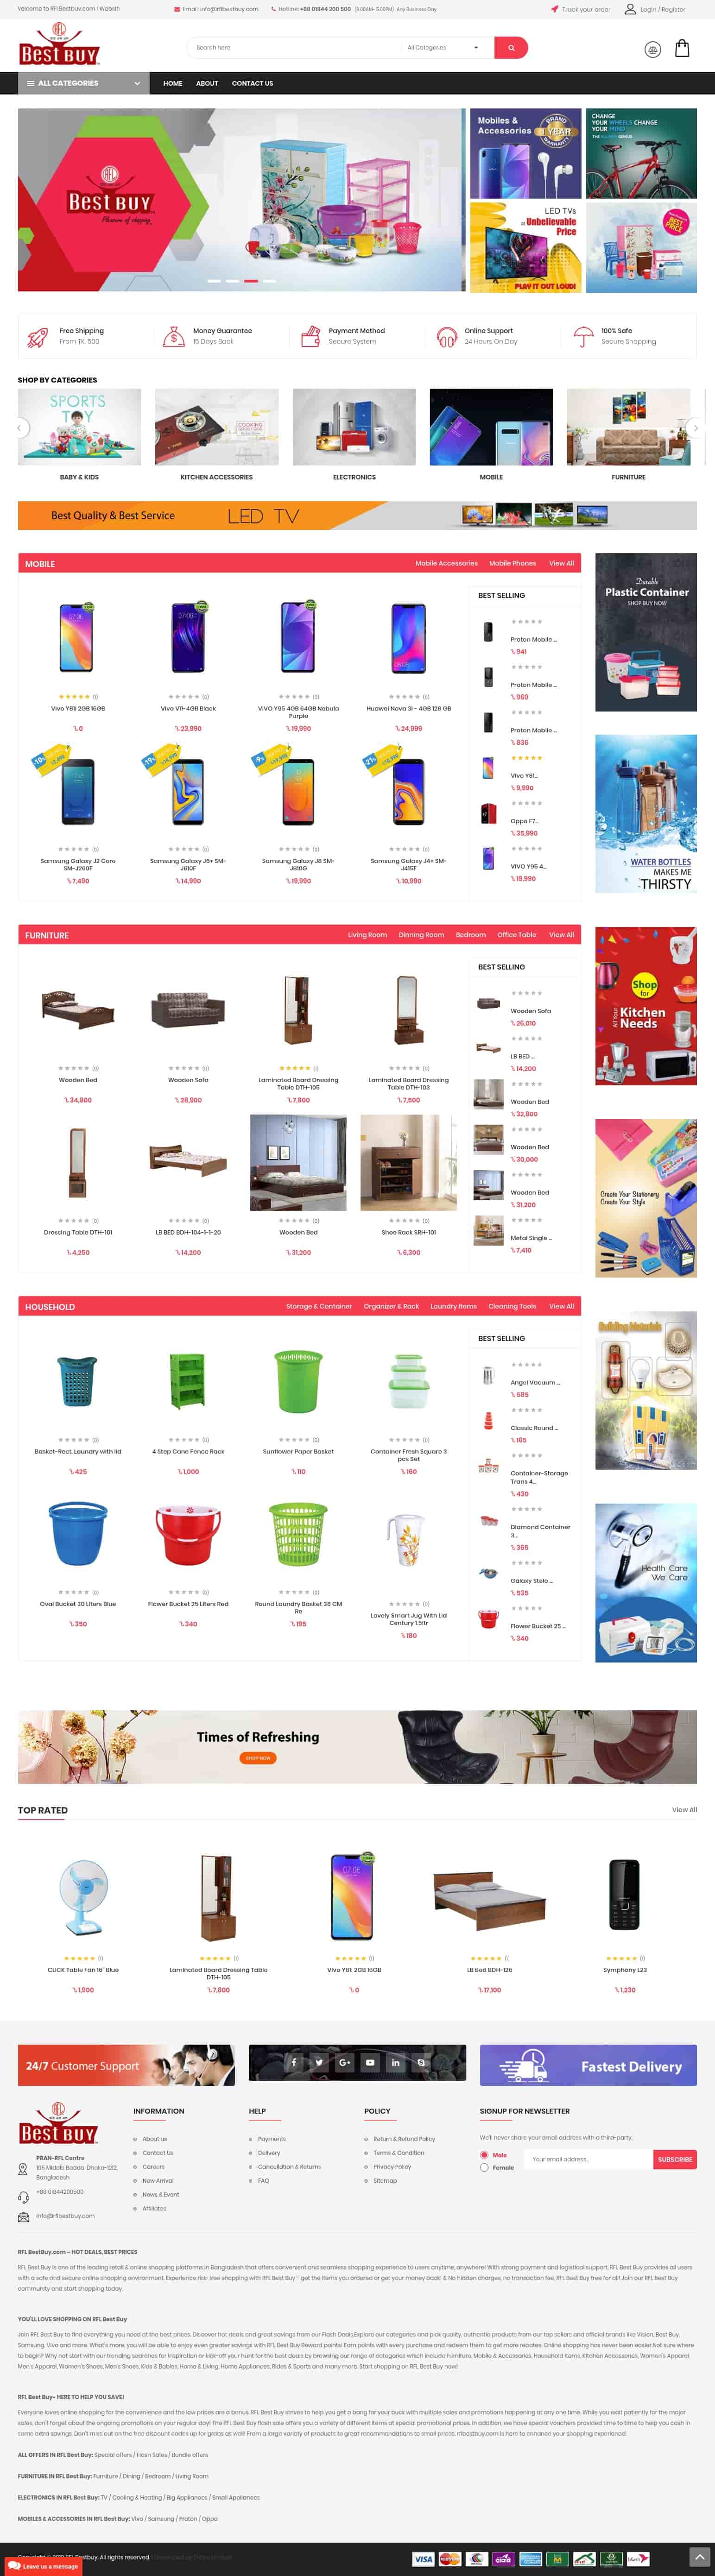 Welcome to RFl Bestbuy.com ! Websit
Email: info@rflbestbuy.com
Hotline: +88 01844 200 500 (9.00AM-5.00PM) Any Business Day
Track your order
Login / Register
BEST BUY
Search here
All Categories
ALL CATEGORIES
HOME ABOUT CONTACT US
BEST BUY
Pleasure of shopping
Mobiles & Accessories
BRAND 1 YEAR WARRANTY
CHANGE YOUR WHEELS CHANGE YOUR MIND
LED TVs
at Unbelievable Price
PLAY IT OUT LOUD!
BEST PRICE
Free Shipping
From TK. 500
Money Guarantee
15 Days Back
Payment Method
Secure System
Online Support
24 Hours On Day
100% Safe
Secure Shopping
SHOP BY CATEGORIES
SPORTS TOY
BABY & KIDS
KITCHEN ACCESSORIES
ELECTRONICS
MOBILE
FURNITURE
Best Quality & Best Service LED TV
MOBILE
Mobile Accessories Mobile Phones View All
(1)
Vivo Y81i 2GB 16GB
৳ 0
(0)
Vivo V11-4GB Black
৳ 23,990
(0)
VIVO Y95 4GB 64GB Nebula Purple
৳ 19,990
(0)
Huawei Nova 3i - 4GB 128 GB
৳ 24,999
-10%
(0)
Samsung Galaxy J2 Core SM-J260F
৳ 7,490
-19%
(0)
Samsung Galaxy J6+ SM-J610F
৳ 14,990
-9%
(0)
Samsung Galaxy J8 SM-J810G
৳ 19,990
-21%
(0)
Samsung Galaxy J4+ SM-J415F
৳ 10,990
BEST SELLING
Proton Mobile ...
৳ 941
Proton Mobile ...
৳ 969
Proton Mobile ...
৳ 836
Vivo Y81...
৳ 9,990
Oppo F7...
৳ 35,990
VIVO Y95 4...
৳ 19,990
Durable
Plastic Container
SHOP BUY NOW
WATER BOTTLES
MAKES ME
THIRSTY
FURNITURE
Living Room Dinning Room Bedroom Office Table View All
(0)
Wooden Bed
৳ 34,800
(0)
Wooden Sofa
৳ 28,900
(1)
Laminated Board Dressing Table DTH-105
৳ 7,800
(0)
Laminated Board Dressing Table DTH-103
৳ 7,500
(0)
Dressing Table DTH-101
৳ 4,250
(0)
LB BED BDH-104-1-1-20
৳ 14,200
(0)
Wooden Bed
৳ 31,200
(0)
Shoe Rack SRH-101
৳ 6,300
BEST SELLING
Wooden Sofa
৳ 26,010
LB BED ...
৳ 14,200
Wooden Bed
৳ 32,800
Wooden Bed
৳ 30,000
Wooden Bed
৳ 31,200
Metal Single ...
৳ 7,410
Shop for
All Your Kitchen Needs
Create Your Stationery
Create Your Style
HOUSEHOLD
Storage & Container Organizer & Rack Laundry Items Cleaning Tools View All
(0)
Basket-Rect. Laundry with lid
৳ 425
(0)
4 Step Cane Fence Rack
৳ 1,000
(0)
Sunflower Paper Basket
৳ 110
(0)
Container Fresh Square 3 pcs Set
৳ 160
(0)
Oval Bucket 30 Liters Blue
৳ 350
(0)
Flower Bucket 25 Liters Red
৳ 340
(0)
Round Laundry Basket 38 CM Re
৳ 195
(0)
Lovely Smart Jug With Lid Century 1.5ltr
৳ 180
BEST SELLING
Angel Vacuum ...
৳ 585
Classic Round ...
৳ 165
Container-Storage Trans 4...
৳ 430
Diamond Container 3...
৳ 365
Galaxy Stelo ...
৳ 535
Flower Bucket 25 ...
৳ 340
Building Materials
Health Care
We Care
Times of Refreshing
SHOP NOW
TOP RATED
View All
(1)
CLICK Table Fan 16" Blue
৳ 1,900
(1)
Laminated Board Dressing Table DTH-105
৳ 7,800
(1)
Vivo Y81i 2GB 16GB
৳ 0
(1)
LB Bed BDH-126
৳ 17,100
(1)
Symphony L23
৳ 1,230
24/7 Customer Support
Fastest Delivery
BEST BUY
PRAN-RFL Centre
105 Middle Badda, Dhaka-1212, Bangladesh
+88 01844200500
info@rflbestbuy.com
INFORMATION
About us
Contact Us
Careers
New Arrival
News & Event
Affiliates
HELP
Payments
Delivery
Cancellation & Returns
FAQ
POLICY
Return & Refund Policy
Terms & Condition
Privacy Policy
Sitemap
SIGNUP FOR NEWSLETTER
We'll never share your email address with a third-party.
Male
Female
Your email address...
SUBSCRIBE
RFL BestBuy.com – HOT DEALS, BEST PRICES
RFL Best Buy is one of the leading retail & online shopping platforms in Bangladesh that offers convenient and seamless shopping experience to users anytime, anywhere! With strong payment and logistical support, RFL Best Buy provides all users with a safe and secure online shopping environment. Experience risk-free shopping with RFL Best Buy - get the items you ordered or get your money back! & No hidden charges, no transaction fee, RFL Best Buy free for all! Join our RFL Best Buy community and start shopping today.
YOU'LL LOVE SHOPPING ON RFL Best Buy
Join RFL Best Buy to find everything you need at the best prices. Discover hot deals and great savings from our Flash Deals.Explore our categories and pick quality, authentic products from our top sellers and official brands like Vision, Best Buy, Samsung, Vivo and more. What's more, you will be able to enjoy even greater savings with RFL Best Buy Reward points! Earn points with every purchase and redeem them to get more rebates. Online shopping has never been easier.Not sure where to begin? Why not start with our trending searches for inspiration or kick-off your hunt for the best deals by browsing our range of categories which include Furniture, Mobile & Accessories, Household Items, Kitchen Accessories, Women's Apparel, Men's Apparel, Women's Shoes, Men's Shoes, Kids & Babies, Home & Living, Home Appliances, Rides & Sports and many more. Start shopping on RFL Best Buy now!
RFL Best Buy- HERE TO HELP YOU SAVE!
Everyone loves online shopping for the convenience and the low prices are a bonus. RFL Best Buy strives to help you get a bang for your buck with multiple sales and promotions happening at any one time. While you wait patiently for the major sales, don't forget about the ongoing promotions on your regular day! The RFL Best Buy flash sale offers you a variety of different items at special promotional prices. In addition, we have special vouchers provided time to time to help you cash in some extra savings. Don't miss out on the free discount codes up for grabs as well! From a large variety of products to great recommendations to small prices, rflbestbuy.com is here to enhance your shopping experience!
ALL OFFERS IN RFL Best Buy: Special offers / Flash Sales / Bundle offers
FURNITURE IN RFL Best Buy: Furniture / Dining / Bedroom / Living Room
ELECTRONICS IN RFL Best Buy: TV / Cooling & Heating / Big Appliances / Small Appliances
MOBILES & ACCESSORIES IN RFL Best Buy: Vivo / Samsung / Proton / Oppo
Copyright © 2019 RFL Bestbuy. All rights reserved.
VISA
Leave us a message